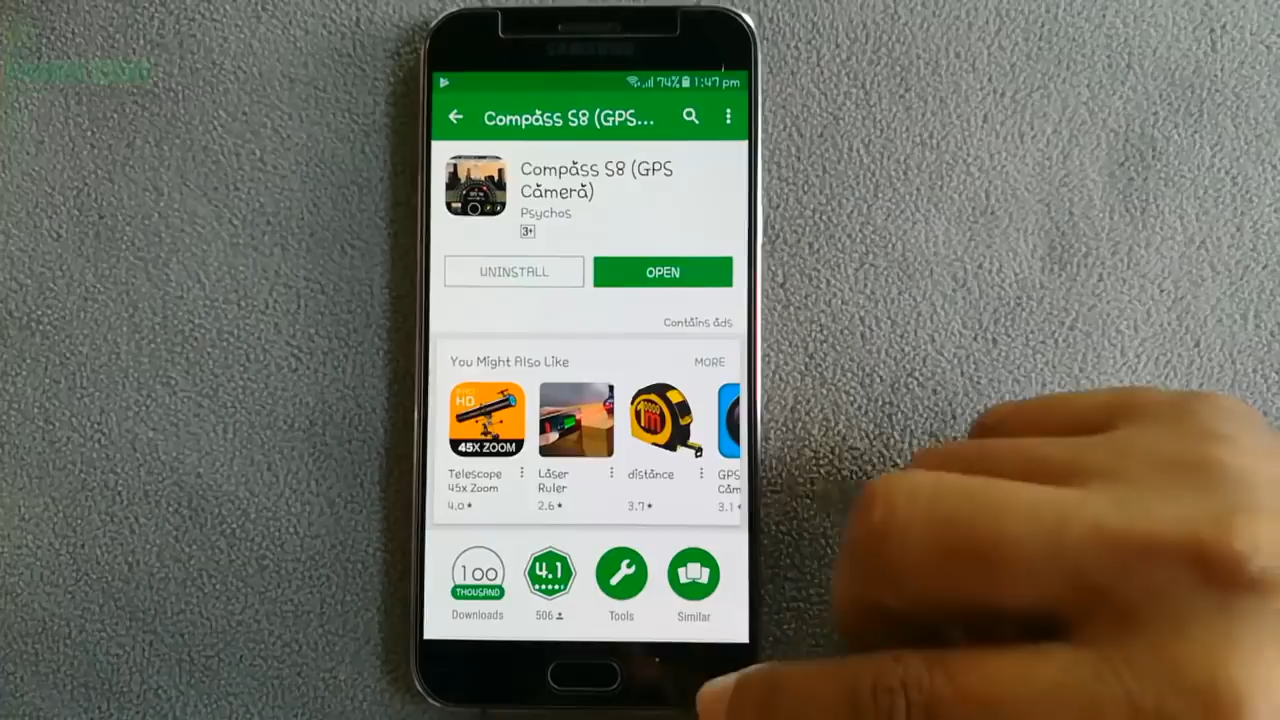 SAMSUNG
74% 1:47 pm
Compass S8 (GPS...
Compass S8 (GPS
Camera)
Psychos
3+
UNINSTALL
OPEN
Contains ads
You Might Also Like
MORE
HD
45X ZOOM
10000
m
Telescope
45x Zoom
4.0★
Laser
Ruler
2.6★
distance
3.7★
GPS
Cam
3.1★
100
THOUSAND
Downloads
4.1
★★★★★
506
Tools
Similar